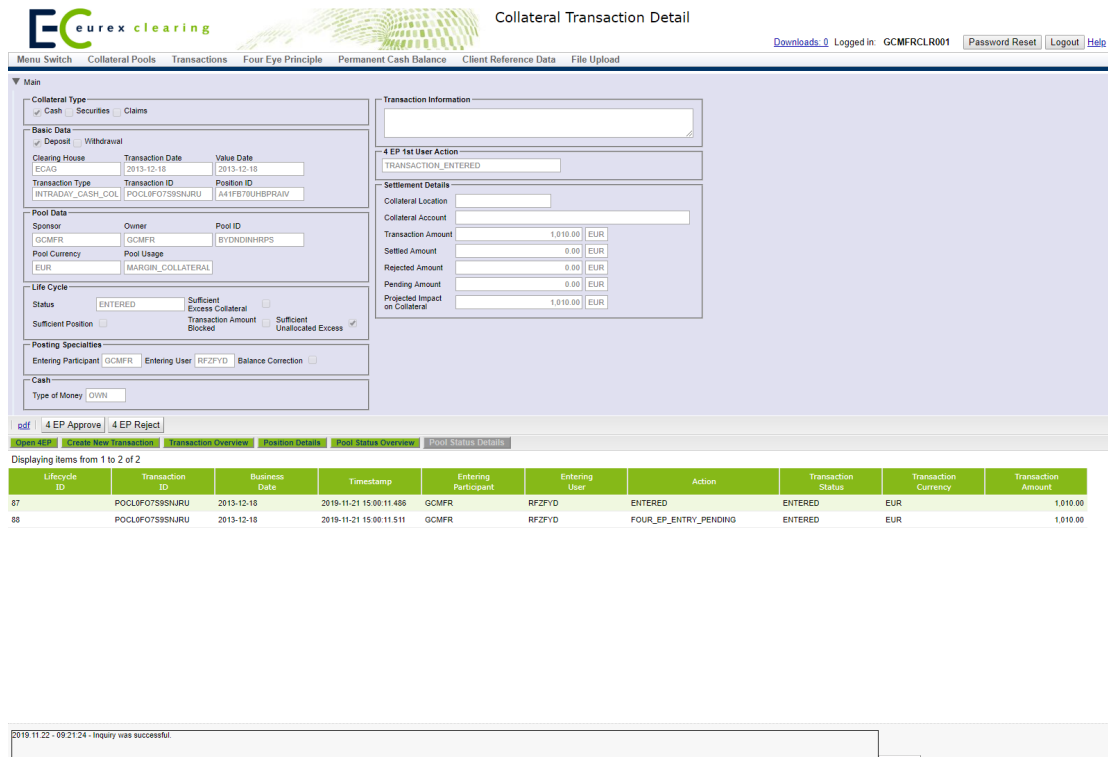 EC eurex clearing
Collateral Transaction Detail
Downloads: 0 Logged in: GCMFRCLR001 Password Reset Logout Help
Menu Switch Collateral Pools Transactions Four Eye Principle Permanent Cash Balance Client Reference Data File Upload
Main
Collateral Type
Cash Securities Claims
Basic Data
Deposit Withdrawal
Clearing House Transaction Date Value Date
ECAG 2013-12-18 2013-12-18
Transaction Type Transaction ID Position ID
INTRADAY_CASH_COL POCL0FO7S9SNJRU A41FB70UHBPRAIV
Pool Data
Sponsor Owner Pool ID
GCMFR GCMFR BYDNDINHRPS
Pool Currency Pool Usage
EUR MARGIN_COLLATERAL
Life Cycle
Status ENTERED Sufficient Excess Collateral
Sufficient Position Transaction Amount Blocked Sufficient Unallocated Excess
Posting Specialties
Entering Participant GCMFR Entering User RFZFYD Balance Correction
Cash
Type of Money OWN
Transaction Information
4 EP 1st User Action
TRANSACTION_ENTERED
Settlement Details
Collateral Location
Collateral Account
Transaction Amount 1,010.00 EUR
Settled Amount 0.00 EUR
Rejected Amount 0.00 EUR
Pending Amount 0.00 EUR
Projected Impact on Collateral 1,010.00 EUR
pdf 4 EP Approve 4 EP Reject
Open 4EP Create New Transaction Transaction Overview Position Details Pool Status Overview Pool Status Details
Displaying items from 1 to 2 of 2
Lifecycle ID Transaction ID Business Date Timestamp Entering Participant Entering User Action Transaction Status Transaction Currency Transaction Amount
87 POCL0FO7S9SNJRU 2013-12-18 2019-11-21 15:00:11.486 GCMFR RFZFYD ENTERED ENTERED EUR 1,010.00
88 POCL0FO7S9SNJRU 2013-12-18 2019-11-21 15:00:11.511 GCMFR RFZFYD FOUR_EP_ENTRY_PENDING ENTERED EUR 1,010.00
2019.11.22 - 09:21:24 - Inquiry was successful.